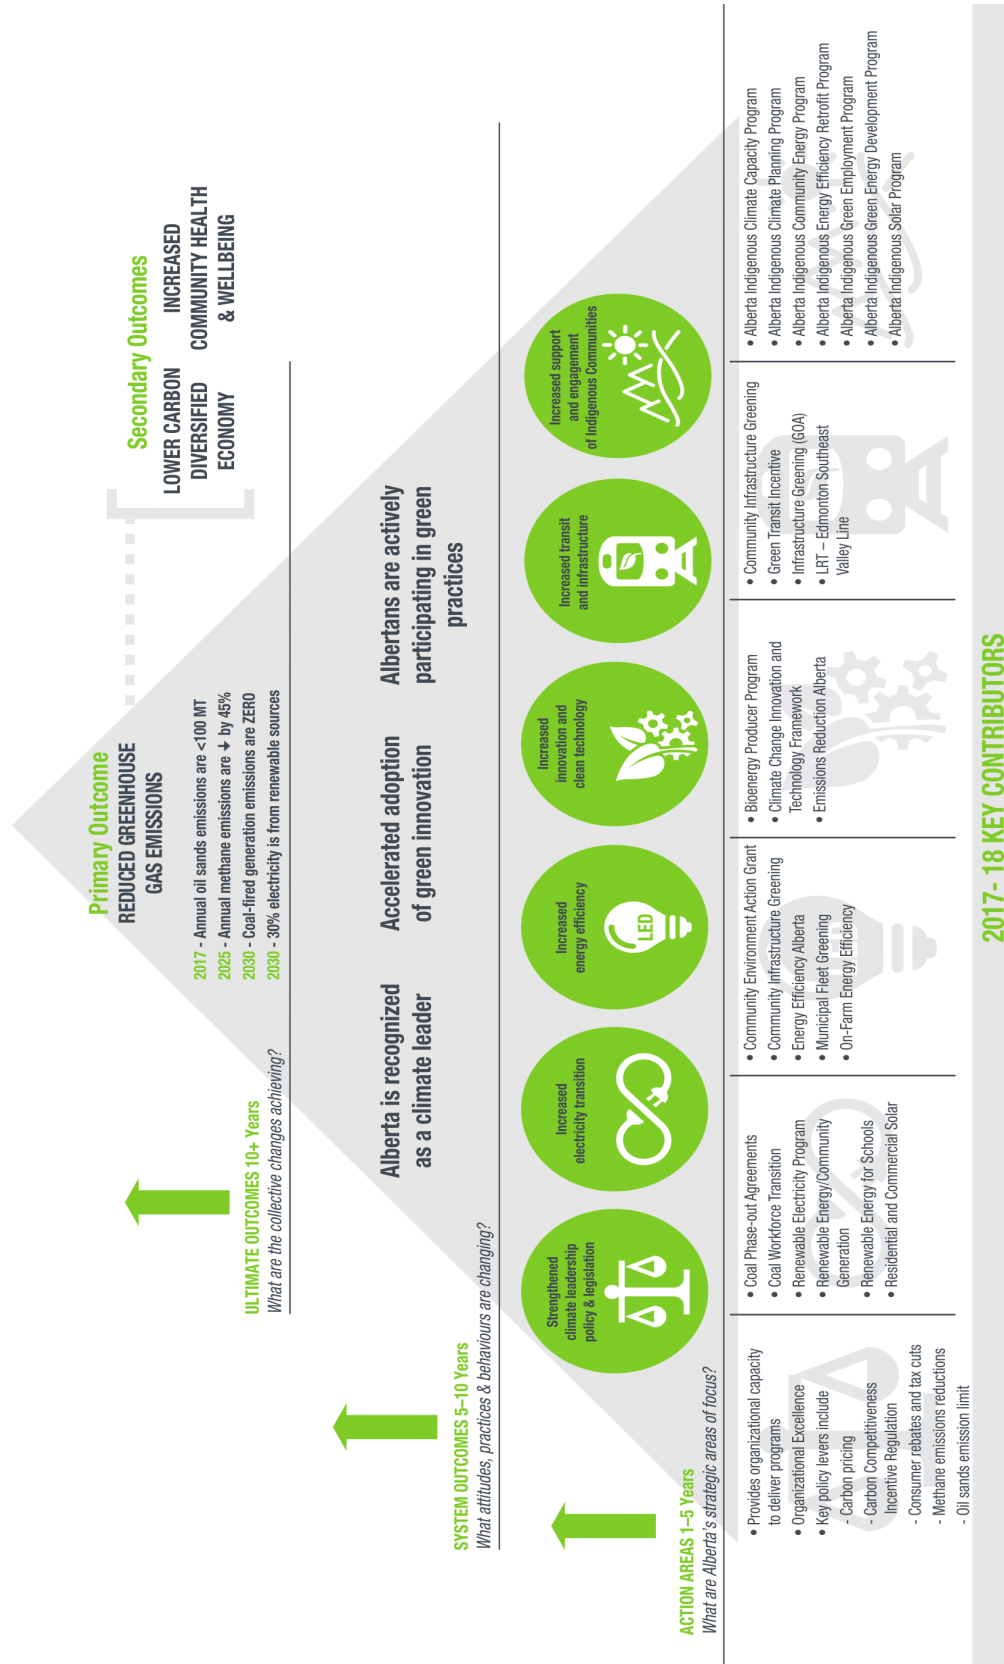 Primary Outcome
REDUCED GREENHOUSE
GAS EMISSIONS
2017 - Annual oil sands emissions are <100 MT
2025 - Annual methane emissions are ↓ by 45%
2030 - Coal-fired generation emissions are ZERO
2030 - 30% electricity is from renewable sources
Secondary Outcomes
LOWER CARBON
DIVERSIFIED
ECONOMY
INCREASED
COMMUNITY HEALTH
& WELLBEING
ULTIMATE OUTCOMES 10+ Years
What are the collective changes achieving?
Alberta is recognized
as a climate leader
Accelerated adoption
of green innovation
Albertans are actively
participating in green
practices
SYSTEM OUTCOMES 5–10 Years
What attitudes, practices & behaviours are changing?
Strengthened
climate leadership
policy & legislation
Increased
electricity transition
Increased
energy efficiency
LED
Increased
innovation and
clean technology
Increased transit
and infrastructure
Increased support
and engagement
of Indigenous Communities
ACTION AREAS 1–5 Years
What are Alberta's strategic areas of focus?
• Provides organizational capacity
to deliver programs
• Organizational Excellence
• Key policy levers include
- Carbon pricing
- Carbon Competitiveness
Incentive Regulation
- Consumer rebates and tax cuts
- Methane emissions reductions
- Oil sands emission limit
• Coal Phase-out Agreements
• Coal Workforce Transition
• Renewable Electricity Program
• Renewable Energy/Community
Generation
• Renewable Energy for Schools
• Residential and Commercial Solar
• Community Environment Action Grant
• Community Infrastructure Greening
• Energy Efficiency Alberta
• Municipal Fleet Greening
• On-Farm Energy Efficiency
• Bioenergy Producer Program
• Climate Change Innovation and
Technology Framework
• Emissions Reduction Alberta
• Community Infrastructure Greening
• Green Transit Incentive
• Infrastructure Greening (GOA)
• LRT – Edmonton Southeast
Valley Line
• Alberta Indigenous Climate Capacity Program
• Alberta Indigenous Climate Planning Program
• Alberta Indigenous Community Energy Program
• Alberta Indigenous Energy Efficiency Retrofit Program
• Alberta Indigenous Green Employment Program
• Alberta Indigenous Green Energy Development Program
• Alberta Indigenous Solar Program
2017- 18 KEY CONTRIBUTORS